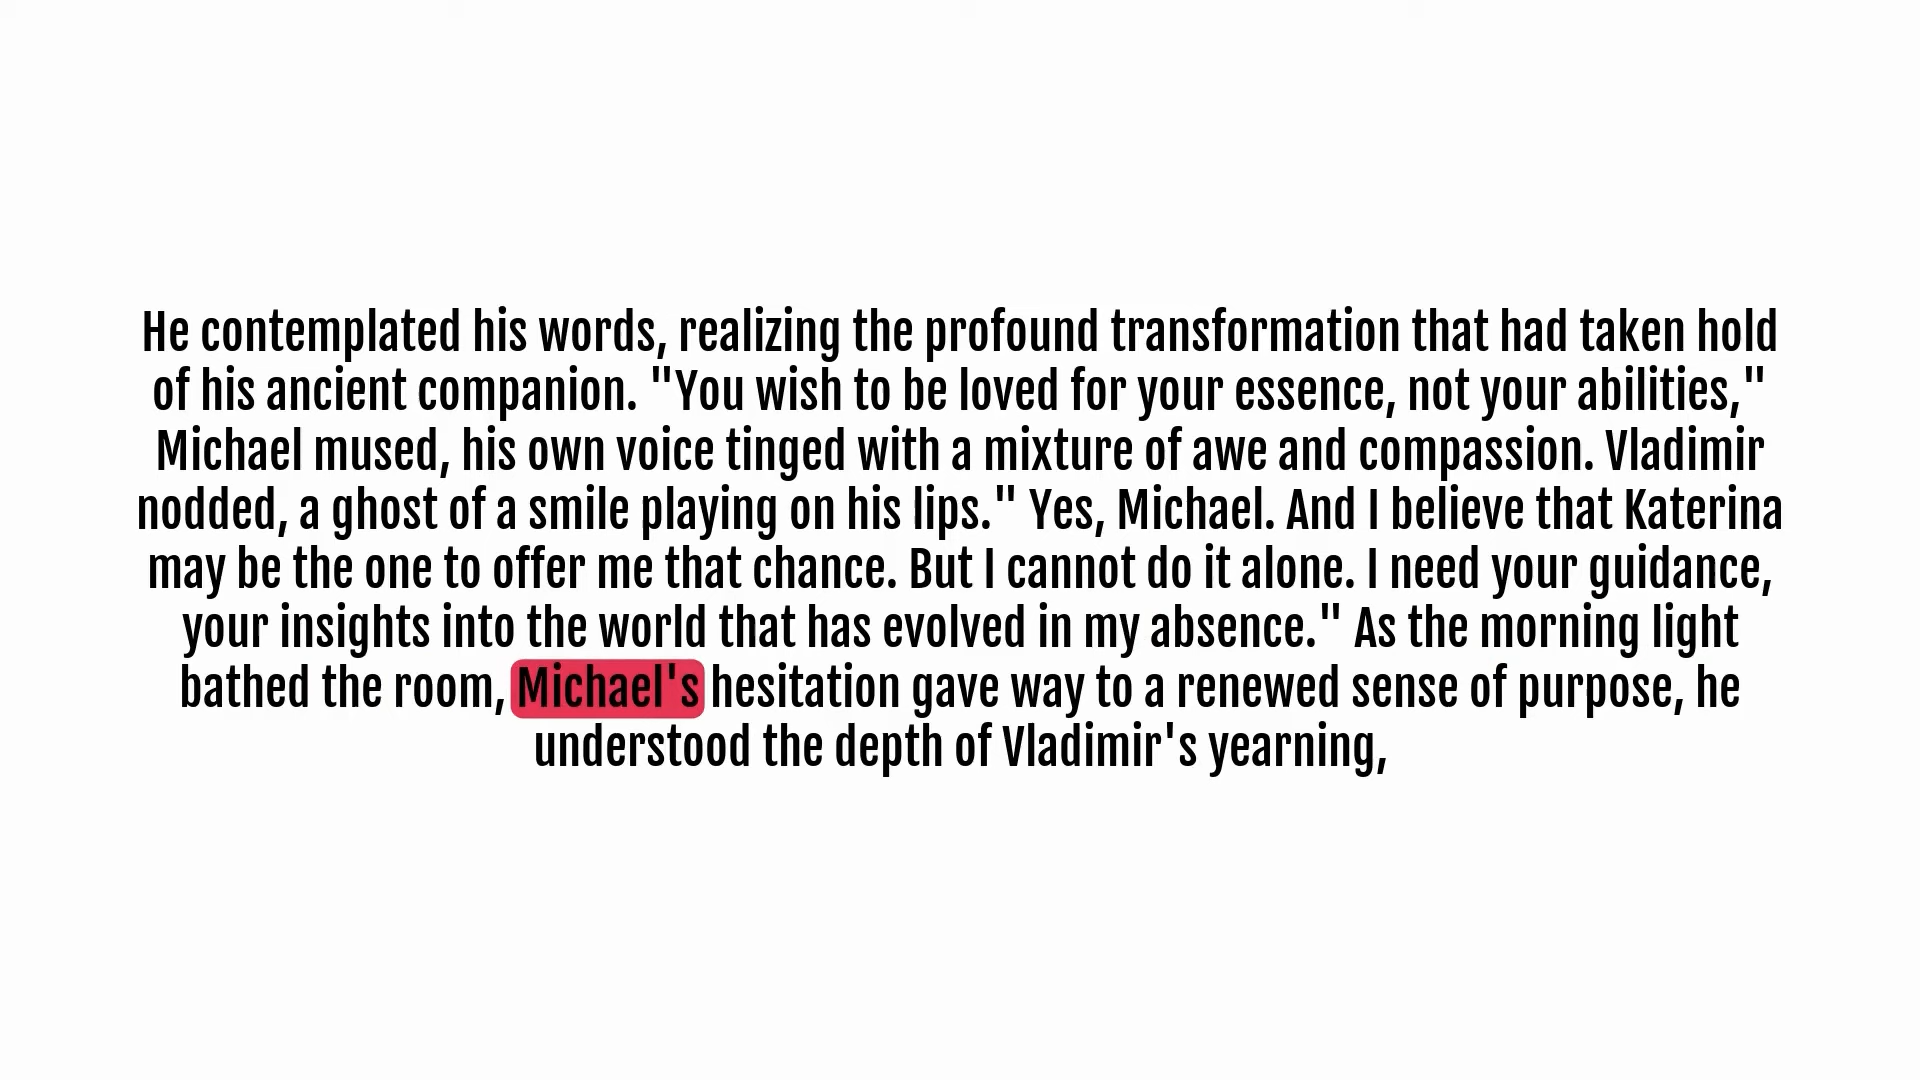 He contemplated his words, realizing the profound transformation that had taken hold
of his ancient companion. "You wish to be loved for your essence, not your abilities,"
Michael mused, his own voice tinged with a mixture of awe and compassion. Vladimir
nodded, a ghost of a smile playing on his lips." Yes, Michael. And I believe that Katerina
may be the one to offer me that chance. But I cannot do it alone. I need your guidance,
your insights into the world that has evolved in my absence." As the morning light
bathed the room, Michael's hesitation gave way to a renewed sense of purpose, he
understood the depth of Vladimir's yearning,